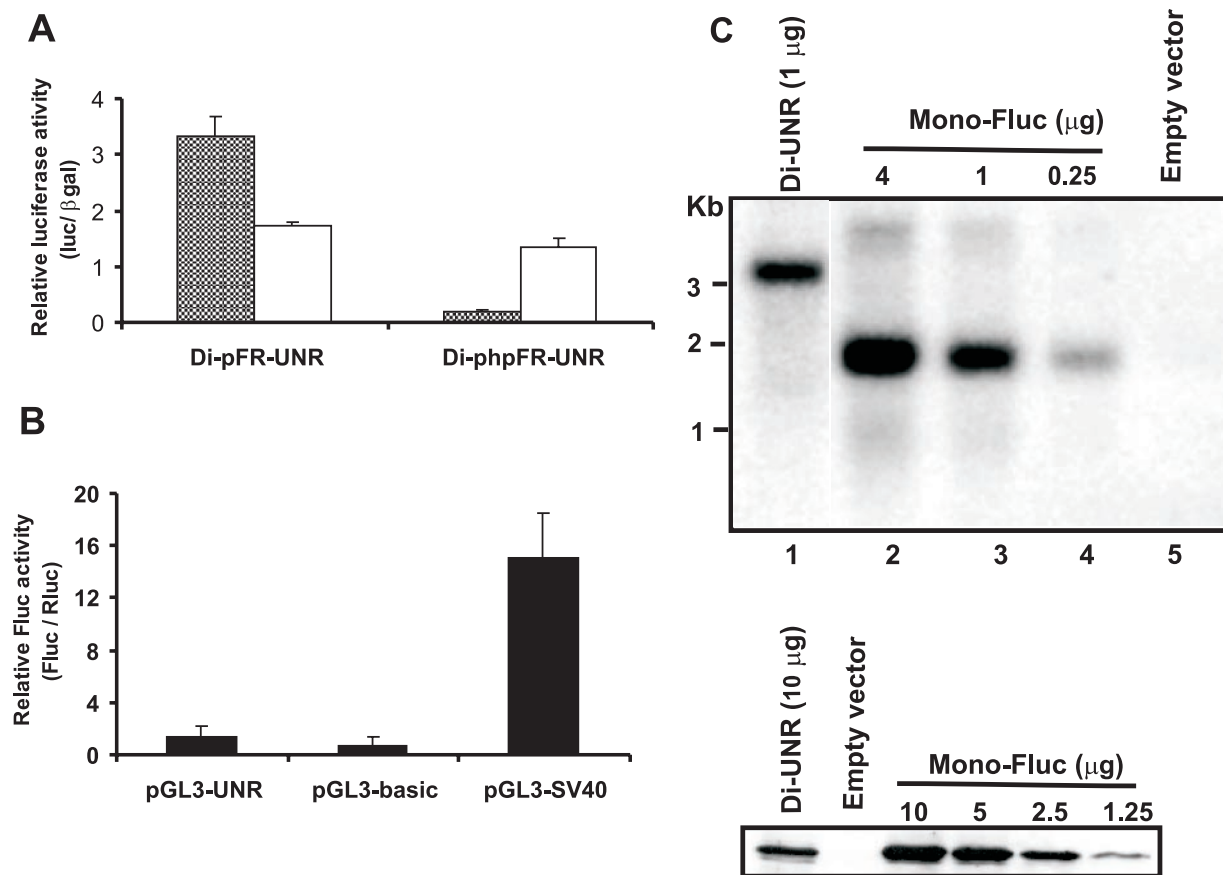 A
Relative luciferase ativity
(luc/ βgal)
4
3
2
1
0
Di-pFR-UNR
Di-phpFR-UNR
B
Relative Fluc activity
(Fluc / Rluc)
20
16
12
8
4
0
pGL3-UNR
pGL3-basic
pGL3-SV40
C
Di-UNR (1 μg)
Mono-Fluc (μg)
4
1
0.25
Empty vector
Kb
3
2
1
1
2
3
4
5
Di-UNR (10 μg)
Empty vector
Mono-Fluc (μg)
10
5
2.5
1.25